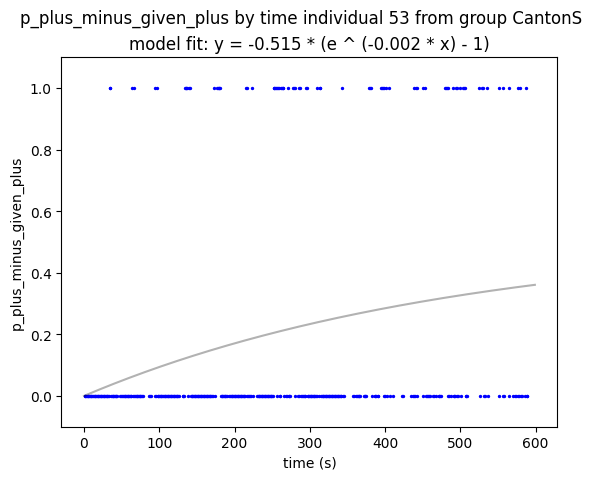 p_plus_minus_given_plus by time individual 53 from group CantonS
model fit: y = -0.515 * (e ^ (-0.002 * x) - 1)
1.0
0.8
0.6
0.4
0.2
0.0
p_plus_minus_given_plus
0 100 200 300 400 500 600
time (s)